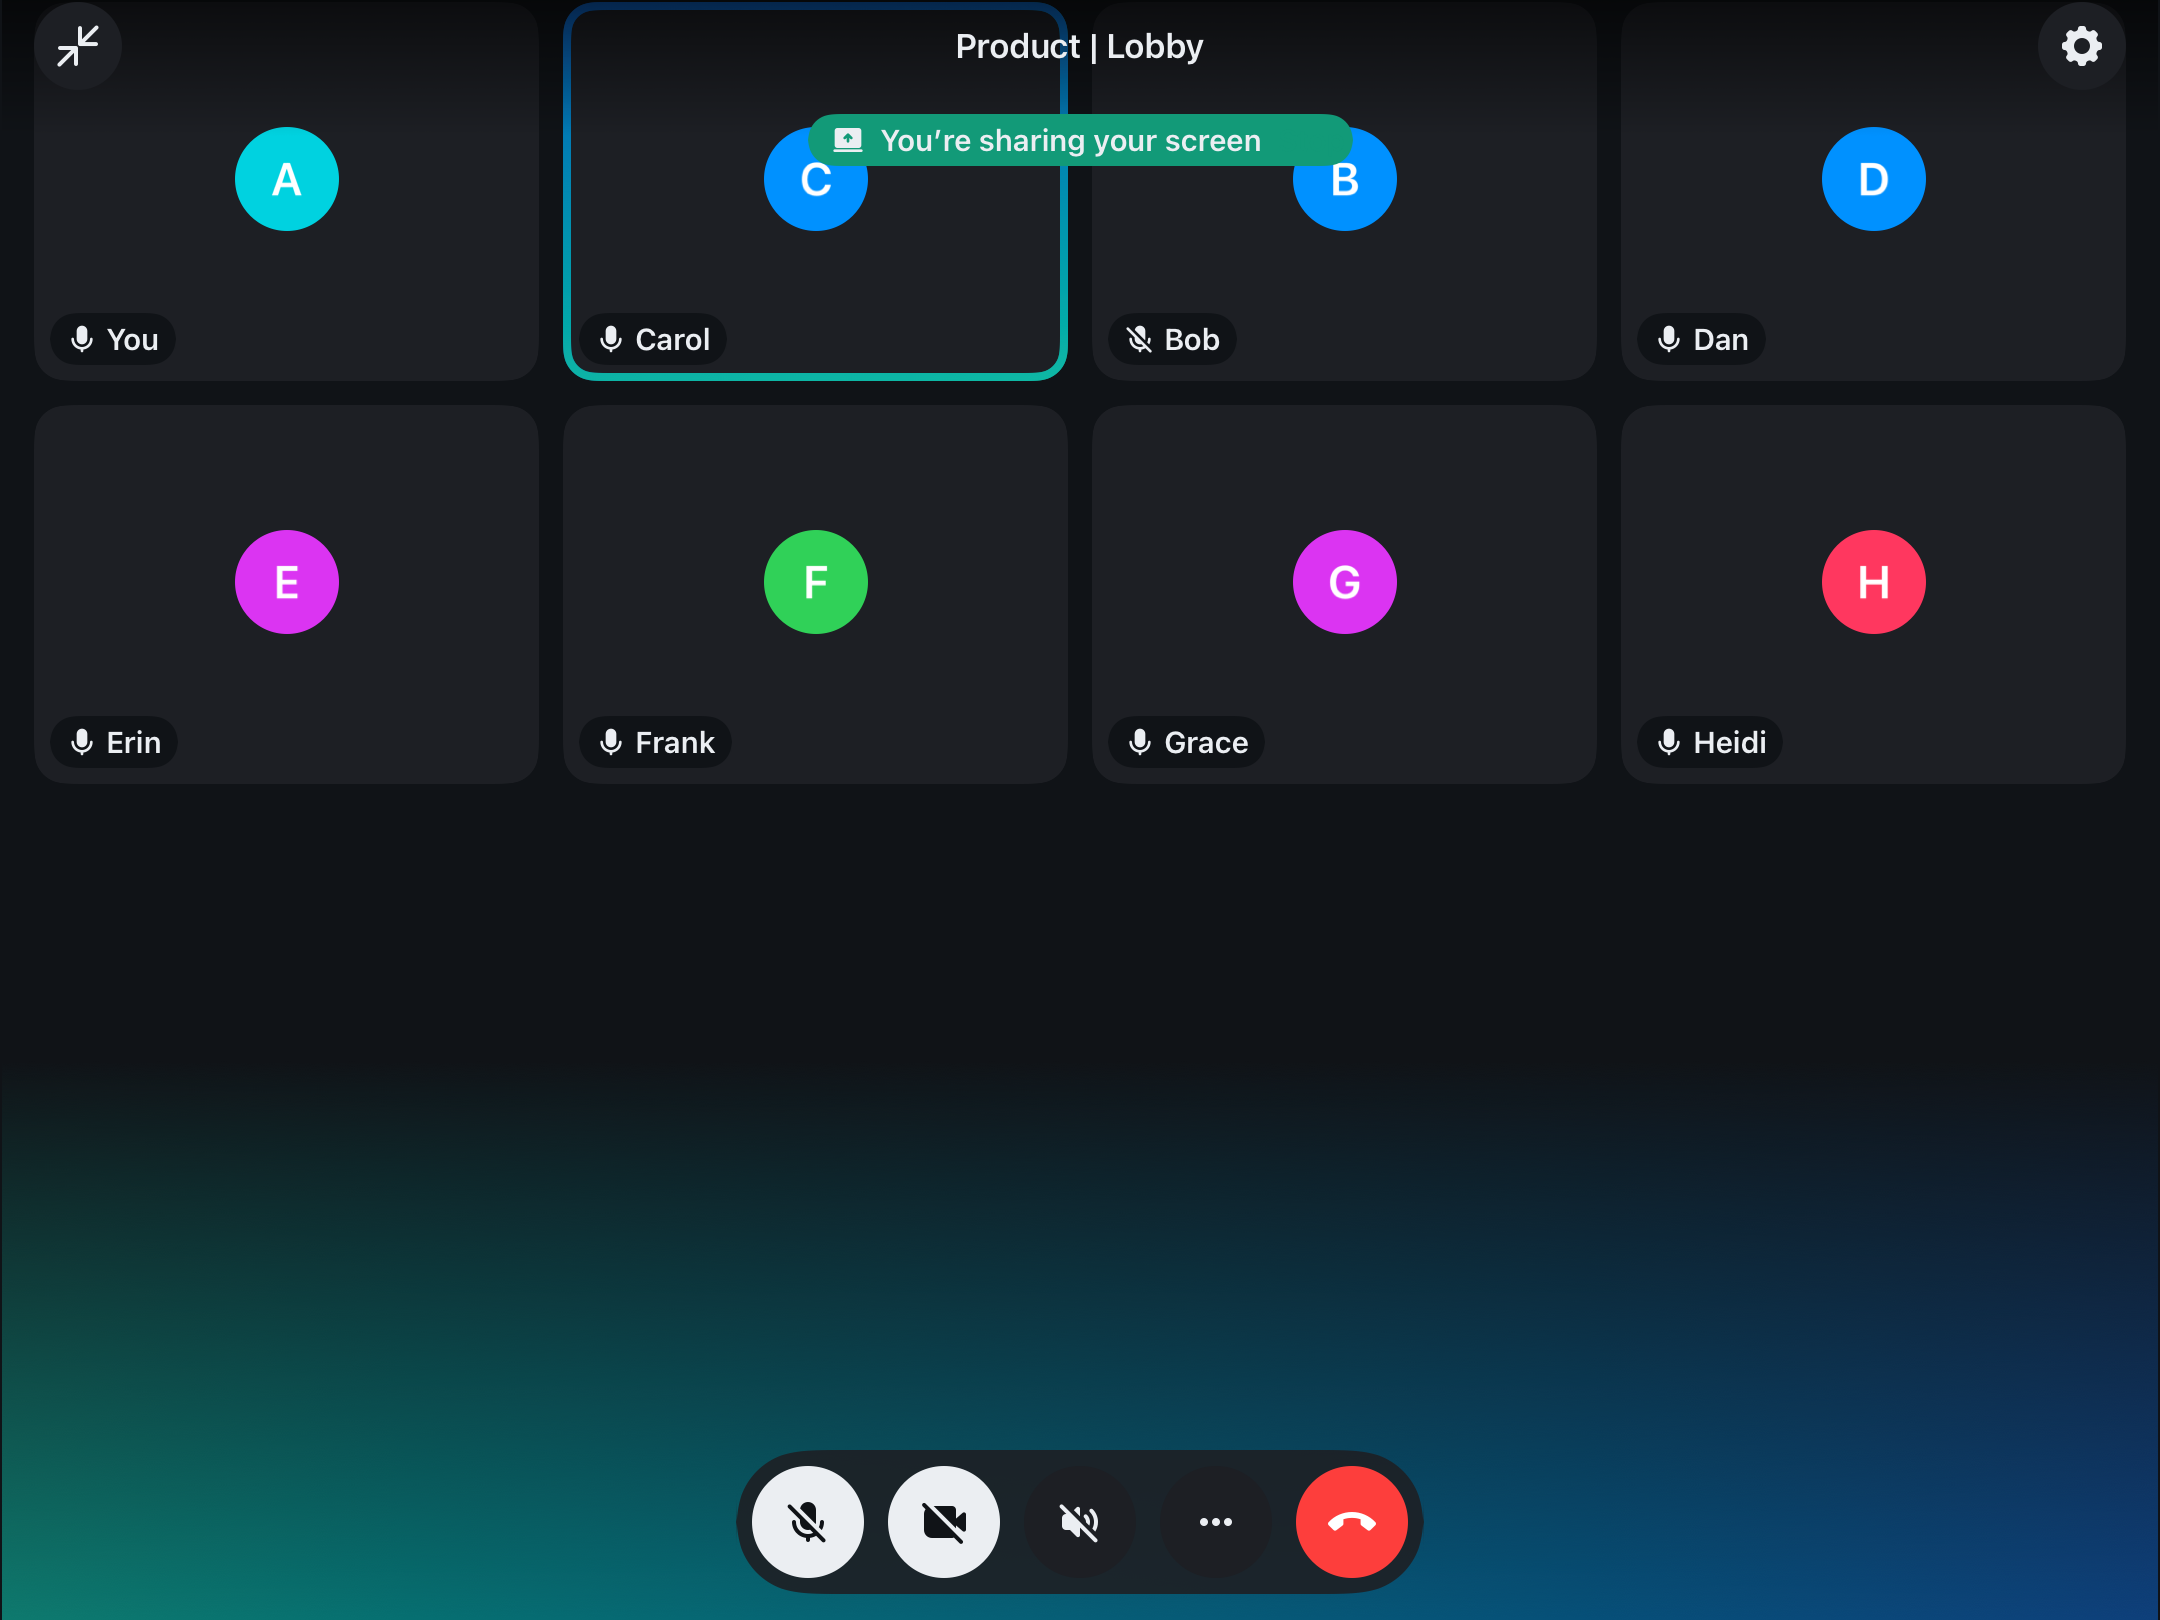 Product | Lobby
You’re sharing your screen
A
C
B
D
You
Carol
Bob
Dan
E
F
G
H
Erin
Frank
Grace
Heidi